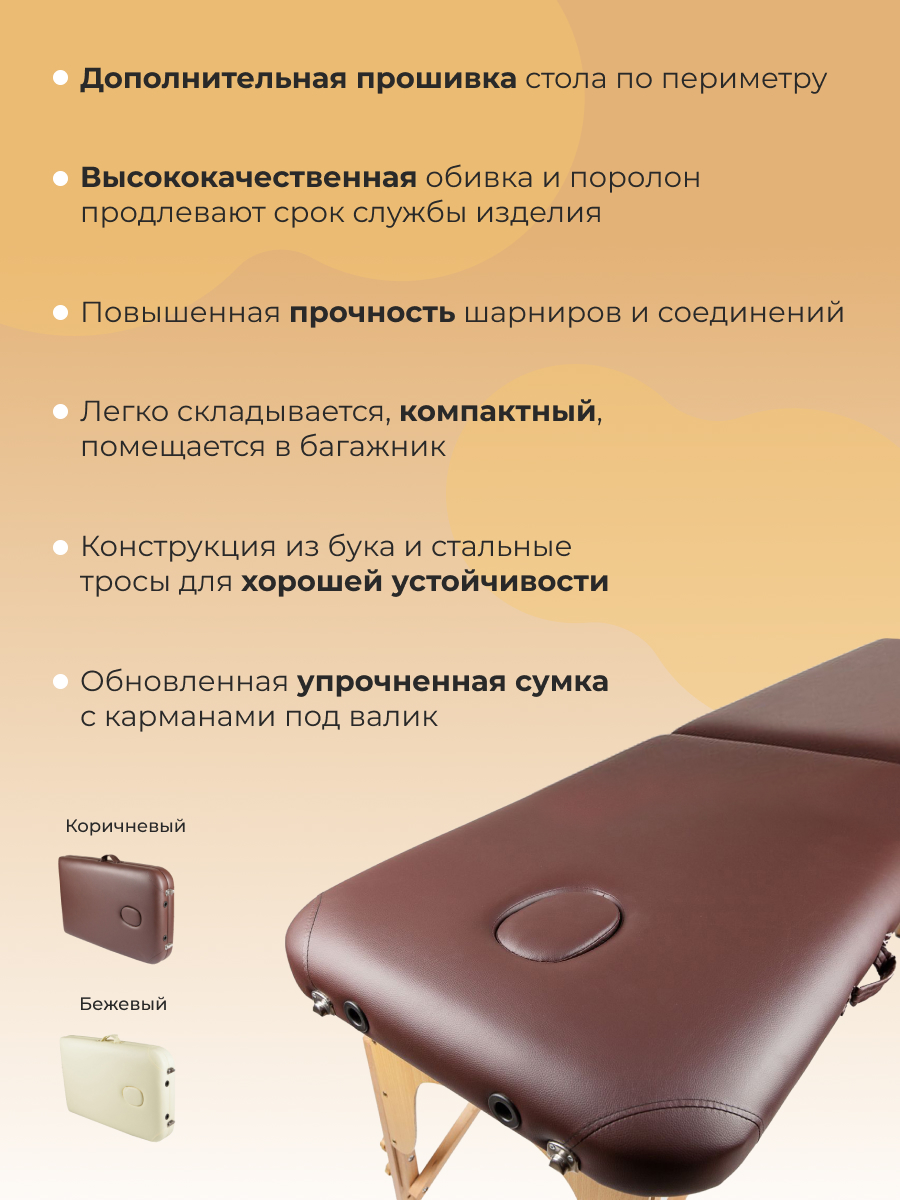 Дополнительная прошивка стола по периметру
Высококачественная обивка и поролон
продлевают срок службы изделия
Повышенная прочность шарниров и соединений
Легко складывается, компактный,
помещается в багажник
Конструкция из бука и стальные
тросы для хорошей устойчивости
Обновленная упрочненная сумка
с карманами под валик
Коричневый
Бежевый